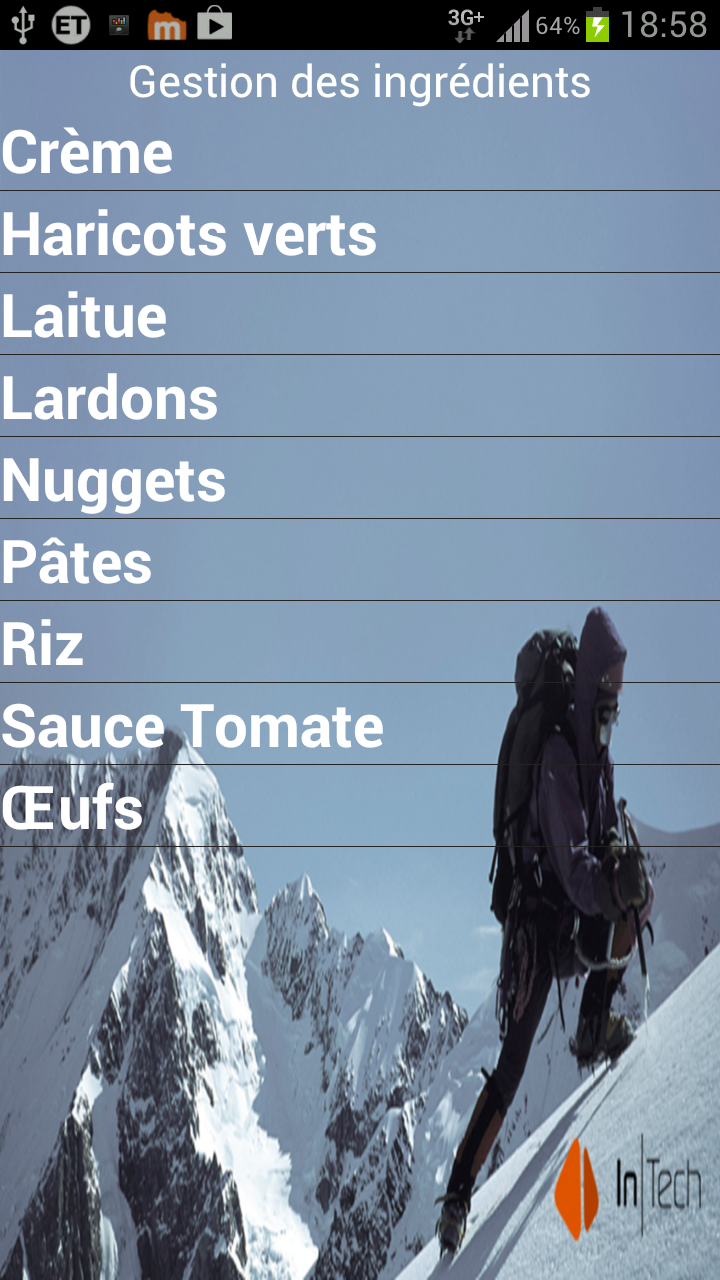 ET
m
3G+
64%
18:58
Gestion des ingrédients
Crème
Haricots verts
Laitue
Lardons
Nuggets
Pâtes
Riz
Sauce Tomate
Œufs
In|Tech